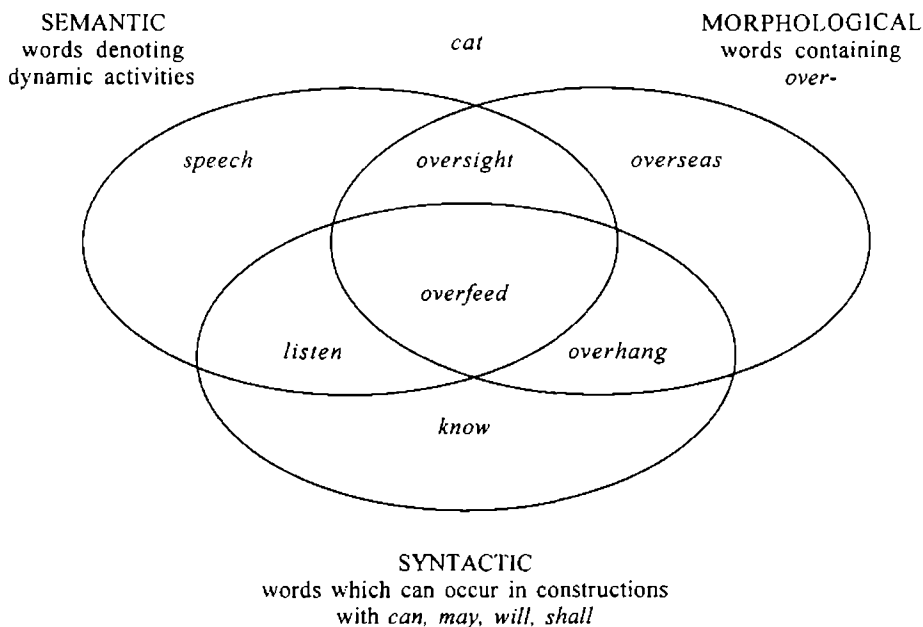 SEMANTIC
words denoting
dynamic activities
cat
MORPHOLOGICAL
words containing
over-
speech
oversight
overseas
overfeed
listen
overhang
know
SYNTACTIC
words which can occur in constructions
with can, may, will, shall